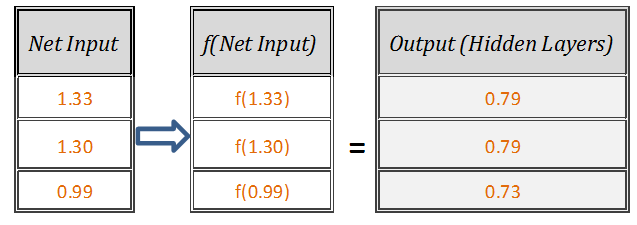 Net Input f(Net Input) Output (Hidden Layers)
1.33 f(1.33) 0.79
1.30 f(1.30) = 0.79
0.99 f(0.99) 0.73